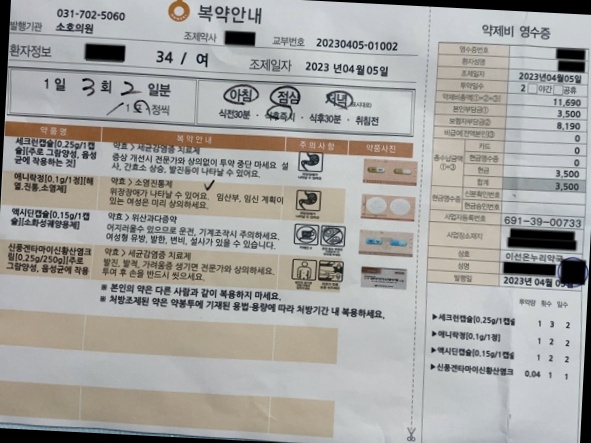 031-702-5060
복약안내
발행기관 소호의원
조제약사
교부번호 20230405-01002
환자정보 34 / 여 조제일자 2023 년04월05일
1일 3회 2일분
1포 정씩
아침 점심 저녁
식전30분 · 식후즉시 · 식후30분 · 취침전
약품명 복약안내 주의사항 약품사진
세크런캡슐[0.25g/1캡슐][주로 그람양성, 음성균에 작용하는 것]
약효 > 세균감염증 치료제
증상 개선시 전문가와 상의없이 투약 중단 마세요. 설사, 간효소 상승, 발진등이 나타날 수 있습니다.
애니락정[0.1g/1정][해열,진통,소염제]
약효 > 소염진통제
위장장애가 나타날 수 있습니다. 임산부, 임신 계획이 있는 여성은 미리 상의하세요.
액시딘캡슐[0.15g/1캡슐][소화성궤양용제]
약효 > 위산과다증약
어지러울수 있으므로 운전, 기계조작시 주의하세요.
여성형 유방, 발한, 변비, 설사가 있을 수 있습니다.
신풍겐타마이신황산염크림[0.25g/250g][주로 그람양성, 음성균에 작용
약효 > 세균감염증 치료제
발진, 발적, 가려움증 생기면 전문가와 상의하세요.
투여 후 손을 반드시 씻으세요.
※ 본인의 약은 다른 사람과 같이 복용하지 마세요.
※ 처방조제된 약은 약봉투에 기재된 용법·용량에 따라 처방기간 내 복용하세요.
약제비 영수증
영수증번호
환자성명
조제일자 2023년04월05일
투약일수 2 야간 공휴
약제비총액(①+②+③) 11,690
본인부담금① 3,500
보험자부담금② 8,190
비급여(전액본인)③ 0
총수납금액 ①+③
카드 0
현금영수증 0
현금 3,500
합계 3,500
현금영수증
신분확인번호
현금승인번호
사업자등록번호 691-39-00733
사업장소재지
상호 이선온누리약국
성명
발행일 2023년 04월 05일
투약량 횟수 일수
▶세크런캡슐[0.25g/1캡슐 1 3 2
▶애니락정[0.1g/1정] 1 2 2
▶액시딘캡슐[0.15g/1캡슐 1 2 2
▶신풍겐타마이신황산염크 0.04 1 1